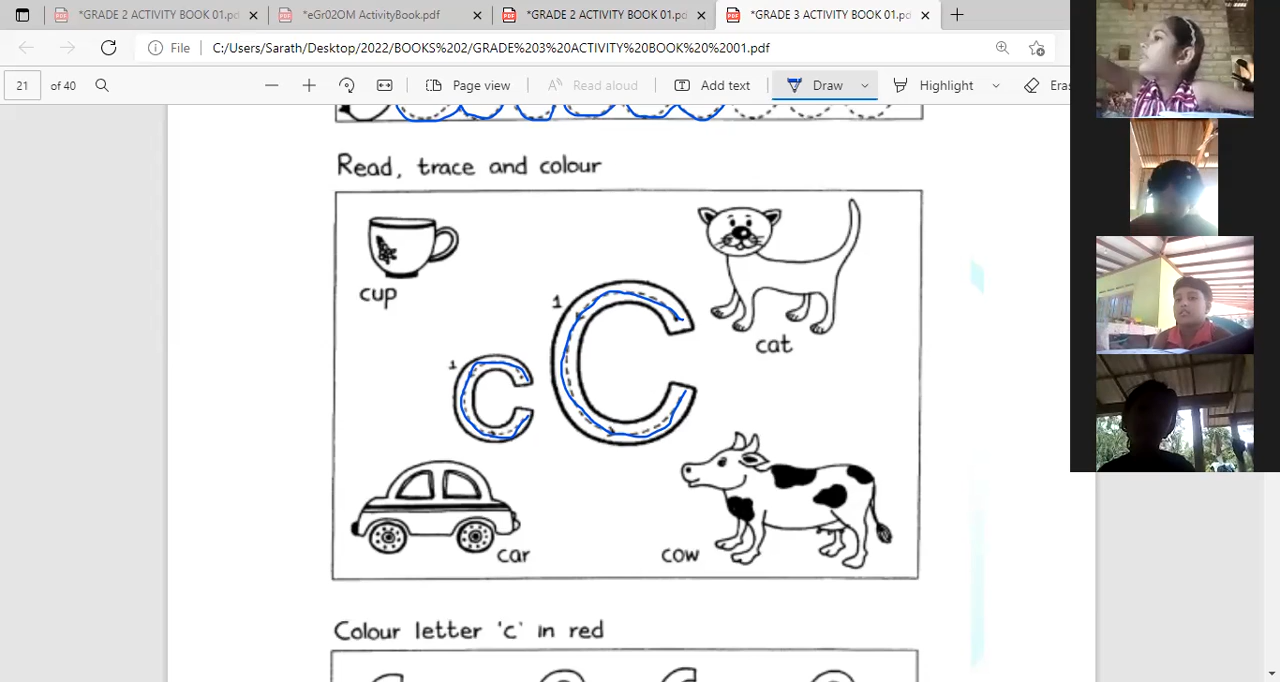 *GRADE 2 ACTIVITY BOOK 01.pd
*eGr02OM ActivityBook.pdf
*GRADE 2 ACTIVITY BOOK 01.pd
*GRADE 3 ACTIVITY BOOK 01.pd
File
C:/Users/Sarath/Desktop/2022/BOOKS%202/GRADE%203%20ACTIVITY%20BOOK%20%2001.pdf
21 of 40
Page view
Read aloud
Add text
Draw
Highlight
Eras
Read, trace and colour
cup
cat
1
1
c C
car
cow
Colour letter 'c' in red